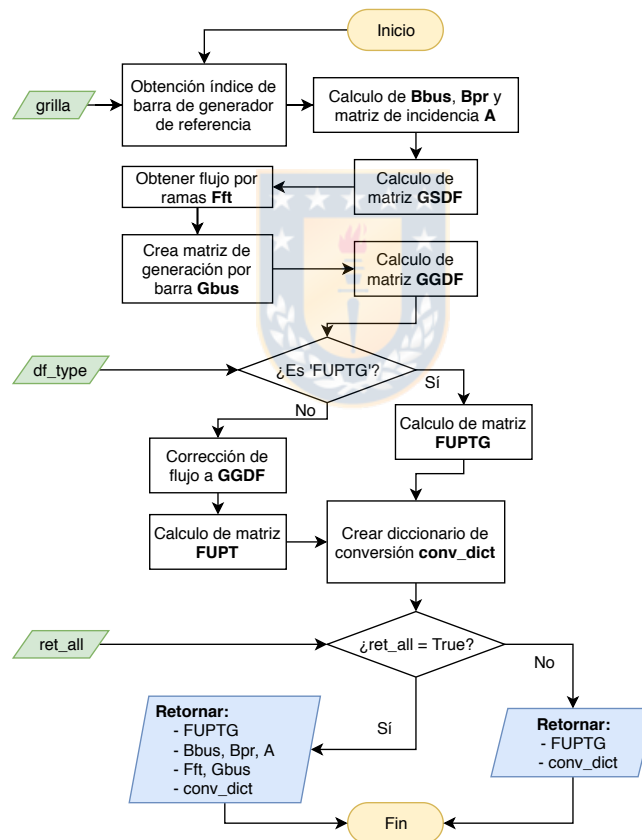 Inicio
grilla
Obtención índice de
barra de generador
de referencia
Calculo de Bbus, Bpr y
matriz de incidencia A
Calculo de
matriz GSDF
Obtener flujo por
ramas Fft
Crea matriz de
generación por
barra Gbus
Calculo de
matriz GGDF
df_type
¿Es 'FUPTG'?
Sí
No
Calculo de matriz
FUPTG
Corrección de
flujo a GGDF
Calculo de matriz
FUPT
Crear diccionario de
conversión conv_dict
ret_all
¿ret_all = True?
No
Sí
Retornar:
- FUPTG
- Bbus, Bpr, A
- Fft, Gbus
- conv_dict
Retornar:
- FUPTG
- conv_dict
Fin